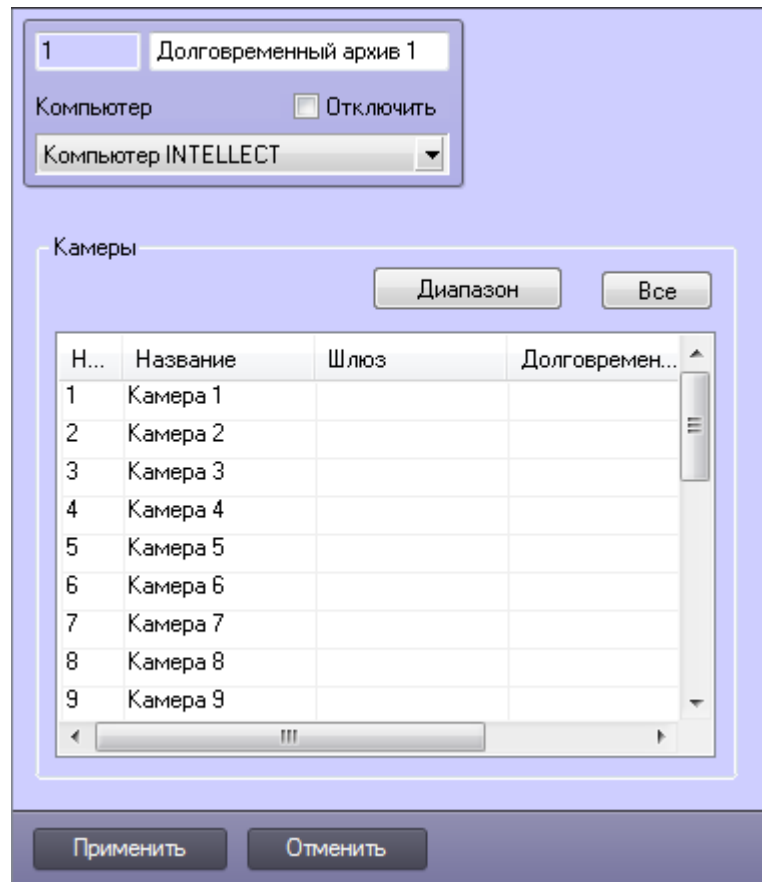 1 Долговременный архив 1
Компьютер Отключить
Компьютер INTELLECT
Камеры
Диапазон Все
Н... Название Шлюз Долговремен...
1 Камера 1
2 Камера 2
3 Камера 3
4 Камера 4
5 Камера 5
6 Камера 6
7 Камера 7
8 Камера 8
9 Камера 9
Применить Отменить